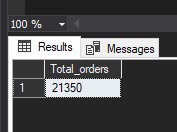 100 %
Results Messages
Total_orders
1 21350